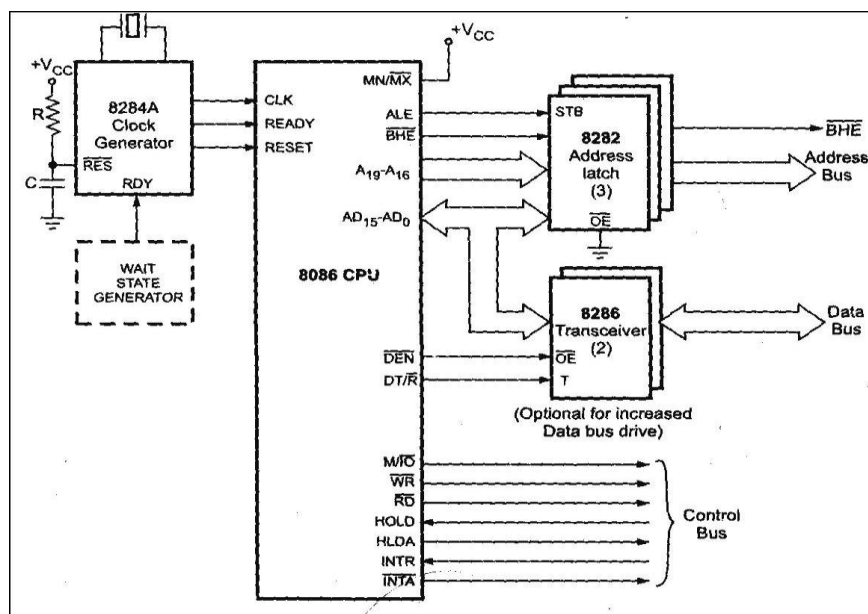 +VCC
R
C
8284A
Clock
Generator
RES
RDY
WAIT
STATE
GENERATOR
CLK
READY
RESET
8086 CPU
+VCC
MN/MX
ALE
BHE
A19-A16
AD15-AD0
DEN
DT/R
M/IO
WR
RD
HOLD
HLDA
INTR
INTA
STB
8282
Address
latch
(3)
OE
BHE
Address
Bus
8286
Transceiver
(2)
OE
T
(Optional for increased
Data bus drive)
Data
Bus
Control
Bus